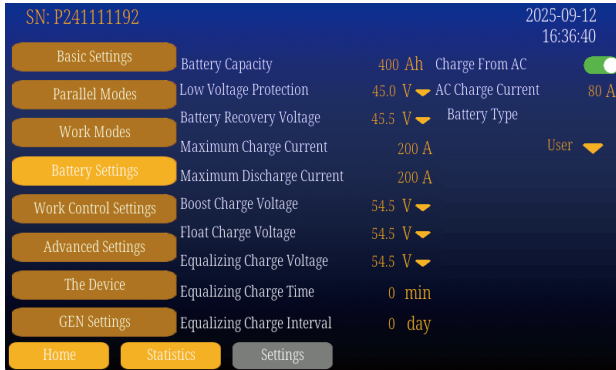 SN: P241111192
2025-09-12
16:36:40
Basic Settings
Parallel Modes
Work Modes
Battery Settings
Work Control Settings
Advanced Settings
The Device
GEN Settings
Battery Capacity 400 Ah
Low Voltage Protection 45.0 V
Battery Recovery Voltage 45.5 V
Maximum Charge Current 200 A
Maximum Discharge Current 200 A
Boost Charge Voltage 54.5 V
Float Charge Voltage 54.5 V
Equalizing Charge Voltage 54.5 V
Equalizing Charge Time 0 min
Equalizing Charge Interval 0 day
Charge From AC
AC Charge Current 80 A
Battery Type
User
Home Statistics Settings